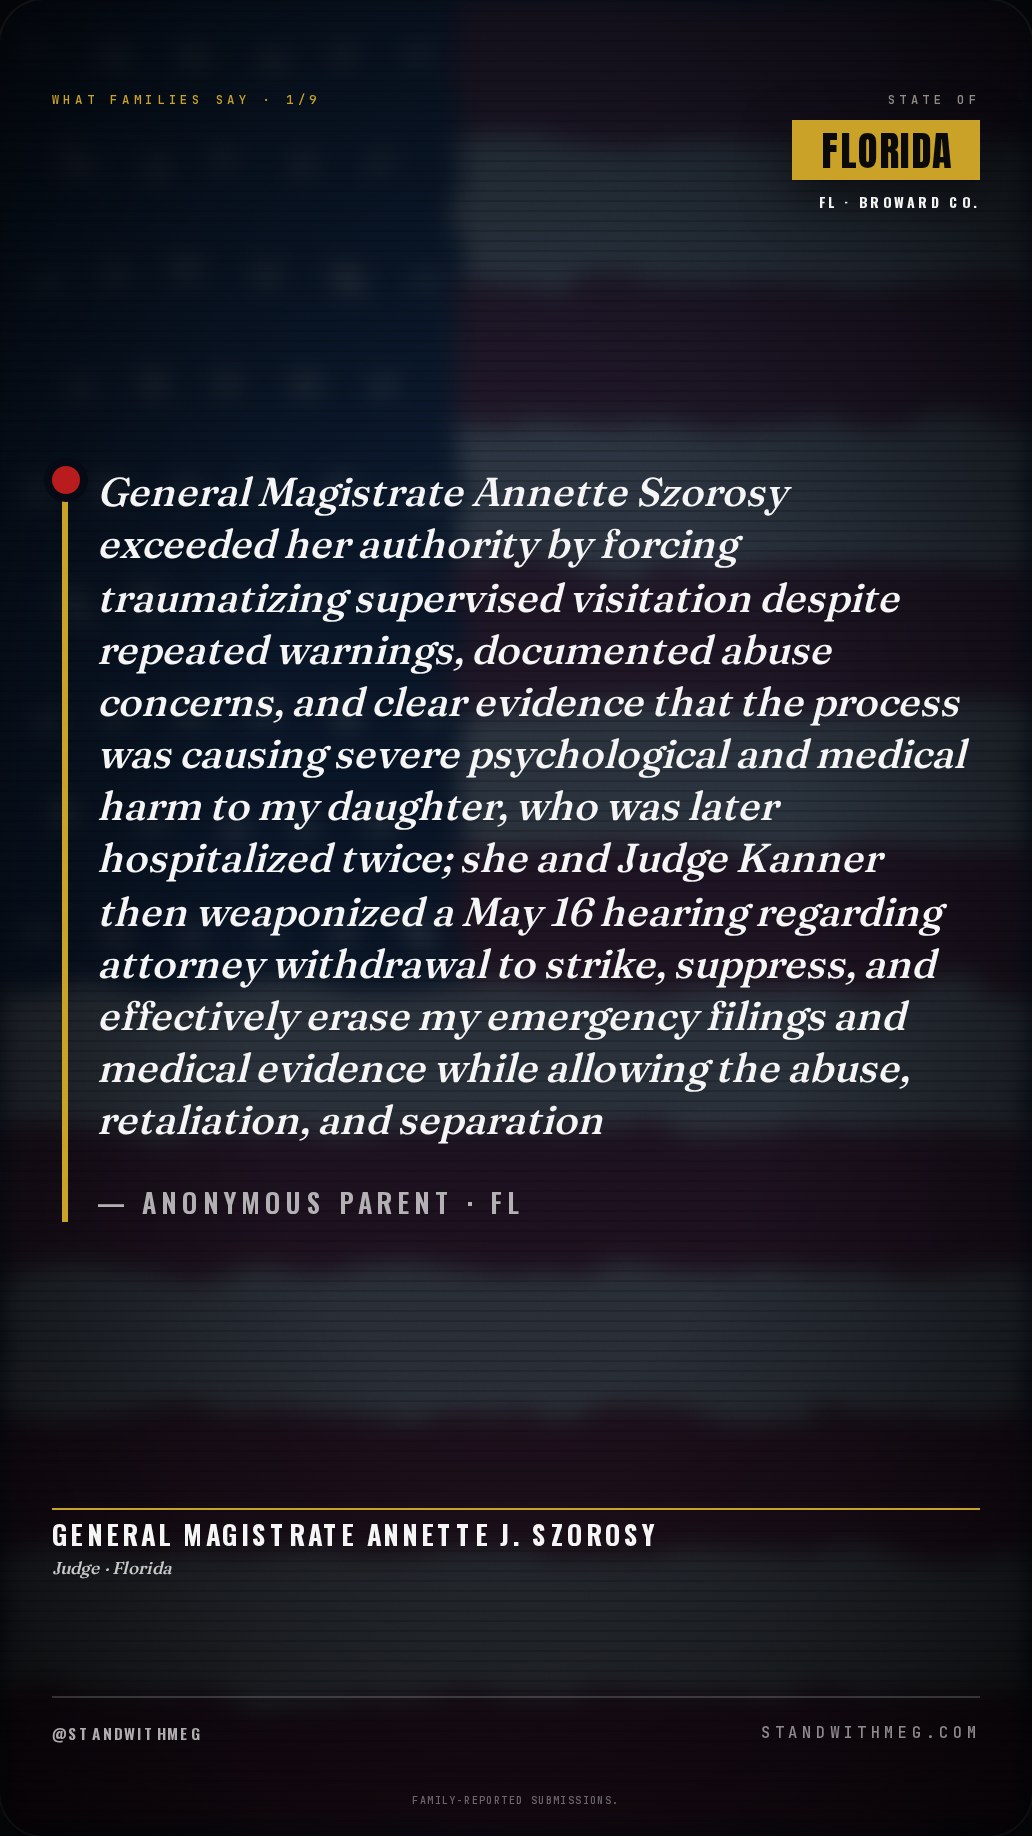 WHAT FAMILIES SAY · 1/9
STATE OF
FLORIDA
FL · BROWARD CO.
General Magistrate Annette Szorosy
exceeded her authority by forcing
traumatizing supervised visitation despite
repeated warnings, documented abuse
concerns, and clear evidence that the process
was causing severe psychological and medical
harm to my daughter, who was later
hospitalized twice; she and Judge Kanner
then weaponized a May 16 hearing regarding
attorney withdrawal to strike, suppress, and
effectively erase my emergency filings and
medical evidence while allowing the abuse,
retaliation, and separation
— ANONYMOUS PARENT · FL
GENERAL MAGISTRATE ANNETTE J. SZOROSY
Judge · Florida
@STANDWITHMEG
STANDWITHMEG.COM
FAMILY-REPORTED SUBMISSIONS.